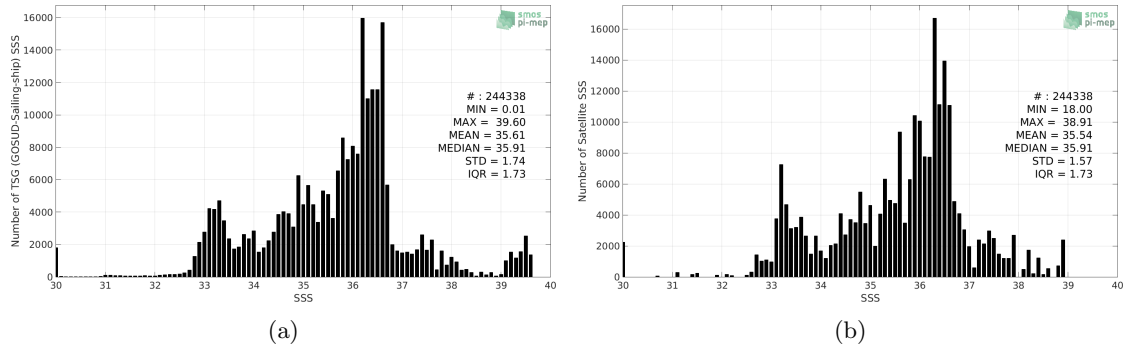 16000
14000
12000
10000
8000
6000
4000
2000
0
Number of TSG (GOSUD-Sailing-ship) SSS
smos
pi-mep
# : 244338
MIN = 0.01
MAX = 39.60
MEAN = 35.61
MEDIAN = 35.91
STD = 1.74
IQR = 1.73
30 31 32 33 34 35 36 37 38 39 40
SSS
(a)
16000
14000
12000
10000
8000
6000
4000
2000
0
Number of Satellite SSS
smos
pi-mep
# : 244338
MIN = 18.00
MAX = 38.91
MEAN = 35.54
MEDIAN = 35.91
STD = 1.57
IQR = 1.73
30 31 32 33 34 35 36 37 38 39 40
SSS
(b)